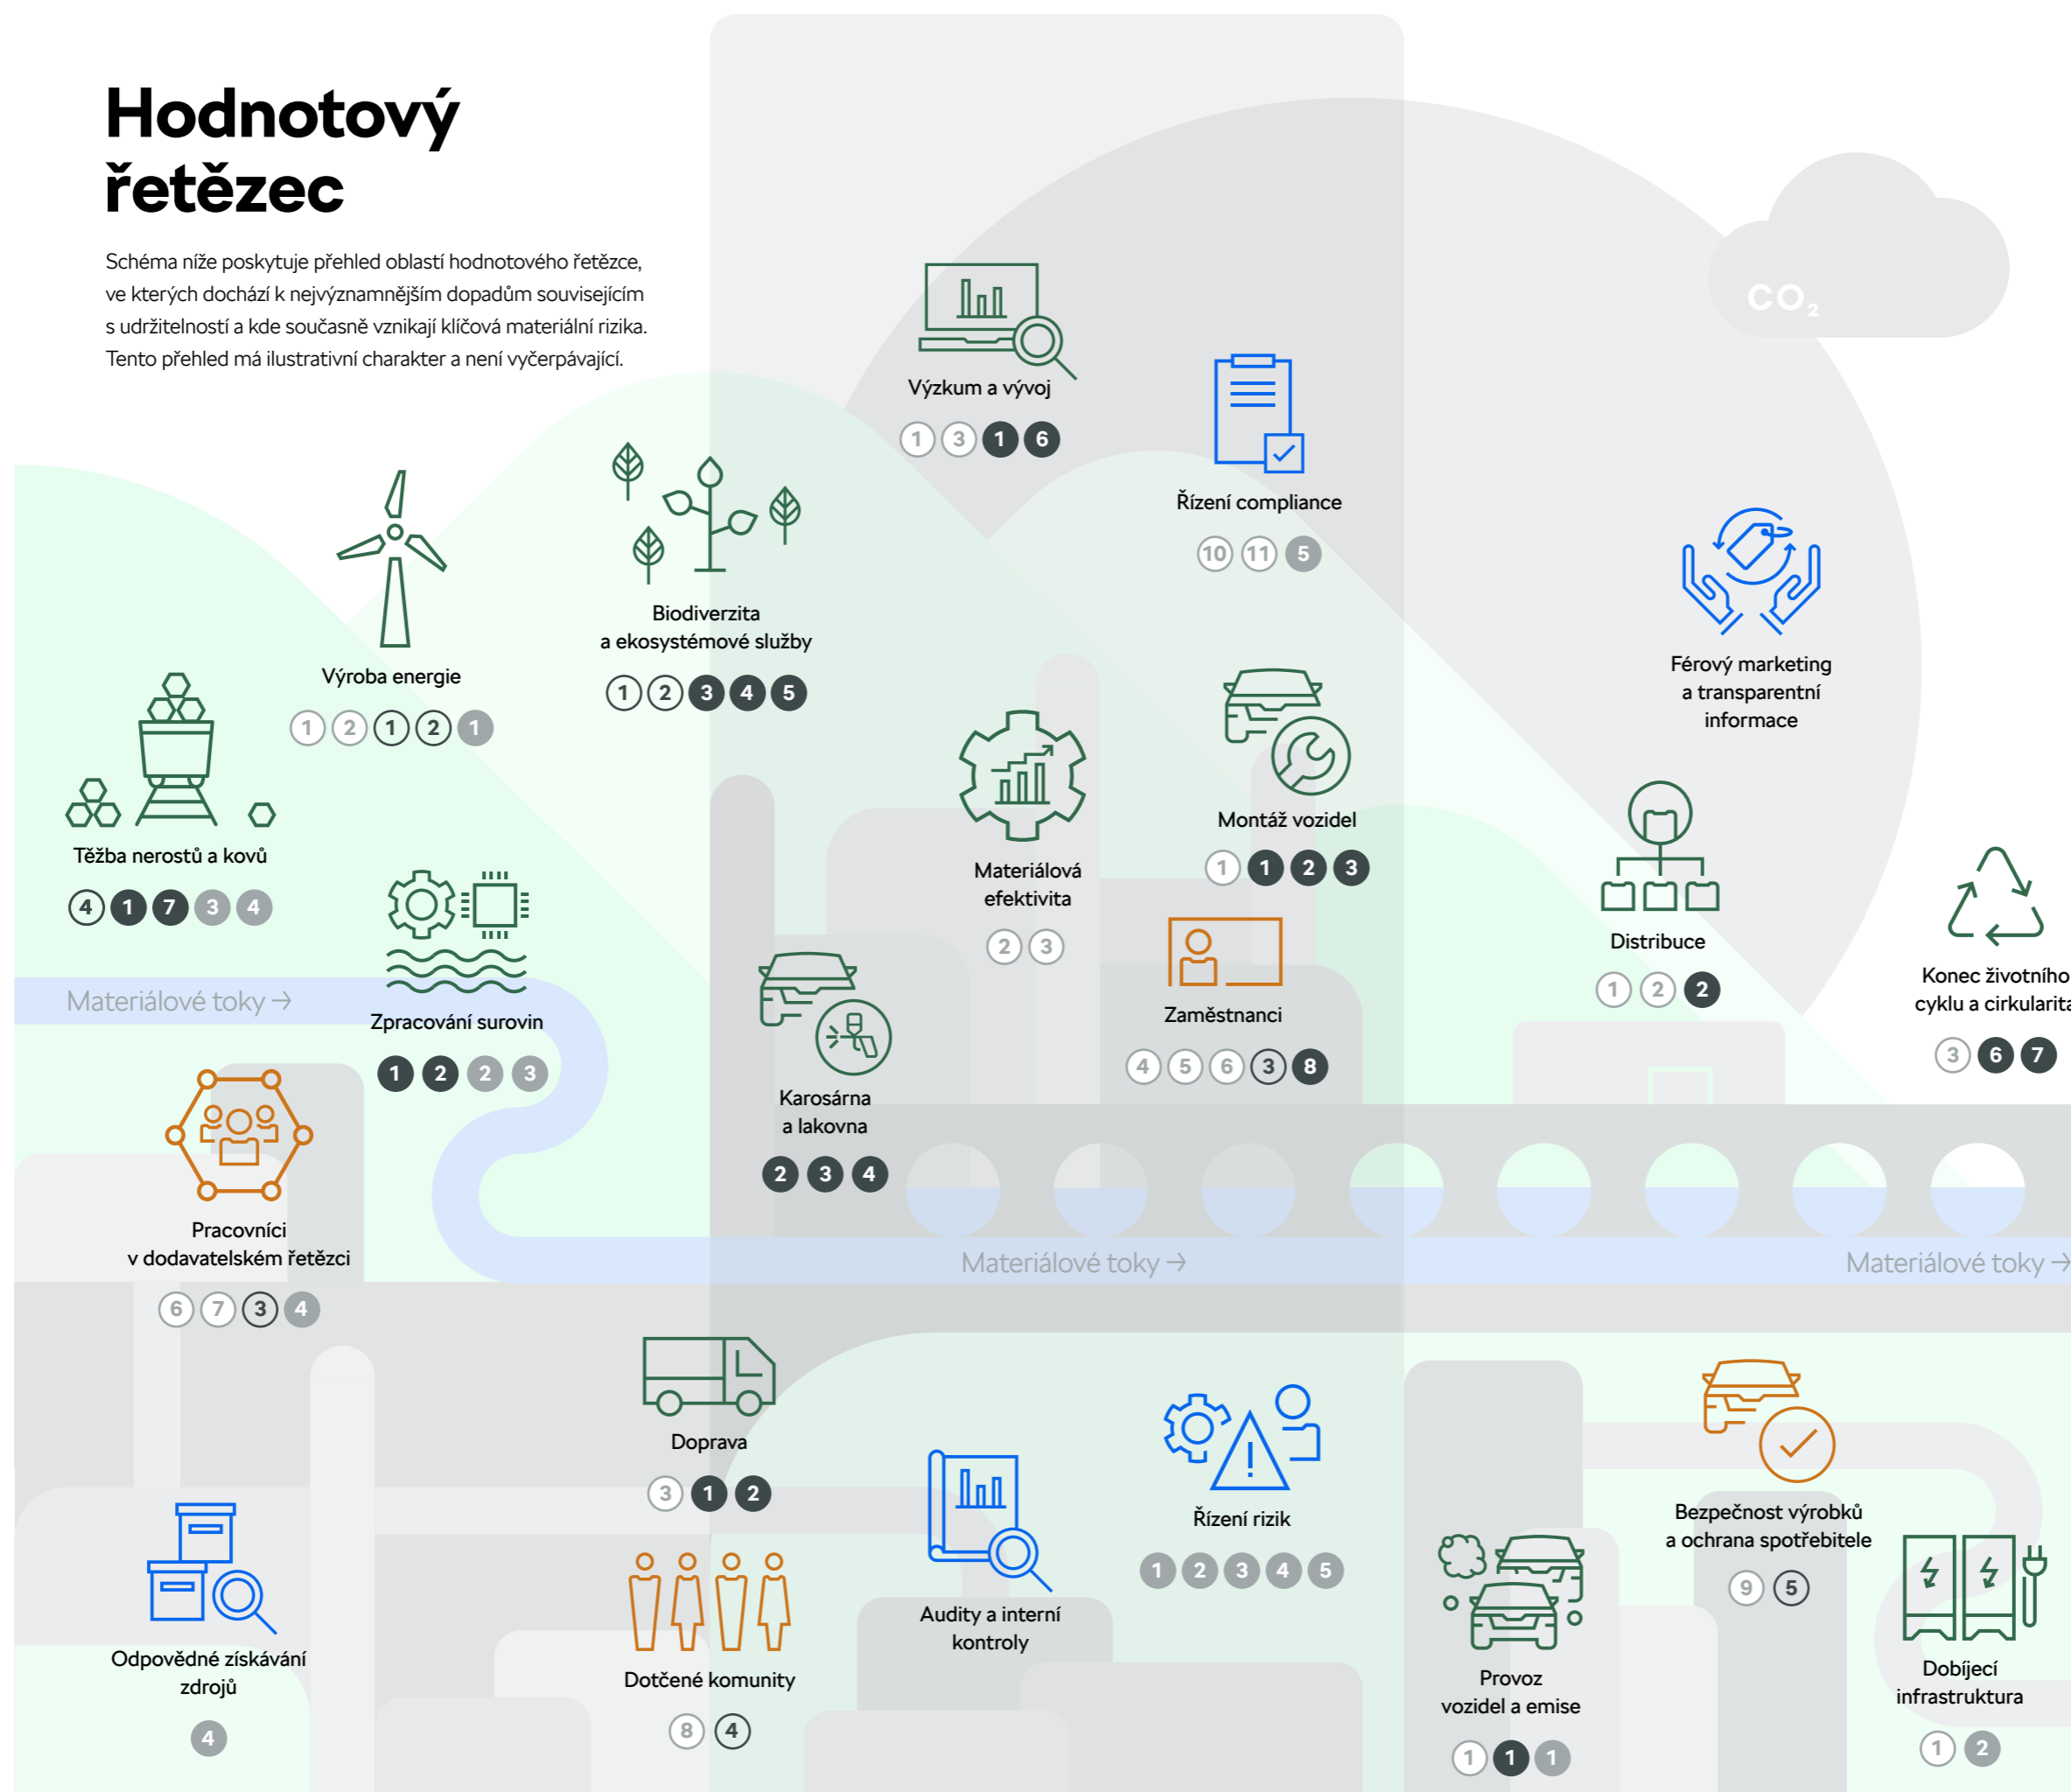 Hodnotový
řetězec
Schéma níže poskytuje přehled oblastí hodnotového řetězce,
ve kterých dochází k nejvýznamnějším dopadům souvisejícím
s udržitelností a kde současně vznikají klíčová materiální rizika.
Tento přehled má ilustrativní charakter a není vyčerpávající.
CO₂
Výzkum a vývoj
1 3 1 6
Řízení compliance
10 11 5
Biodiverzita
a ekosystémové služby
1 2 3 4 5
Výroba energie
1 2 1 2 1
Férový marketing
a transparentní
informace
Těžba nerostů a kovů
4 1 7 3 4
Montáž vozidel
1 1 2 3
Materiálová
efektivita
2 3
Distribuce
1 2 2
Konec životního
cyklu a cirkularita
3 6 7
Materiálové toky →
Zpracování surovin
1 2 2 3
Zaměstnanci
4 5 6 3 8
Karosárna
a lakovna
2 3 4
Pracovníci
v dodavatelském řetězci
6 7 3 4
Materiálové toky →
Materiálové toky →
Doprava
3 1 2
Řízení rizik
1 2 3 4 5
Bezpečnost výrobků
a ochrana spotřebitele
9 5
Audity a interní
kontroly
Odpovědné získávání
zdrojů
4
Dotčené komunity
8 4
Provoz
vozidel a emise
1 1 1
Dobíjecí
infrastruktura
1 2